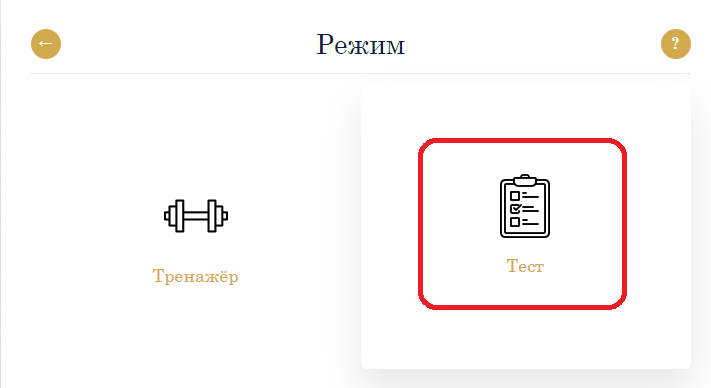 ←
Режим
?
Тренажёр
Тест